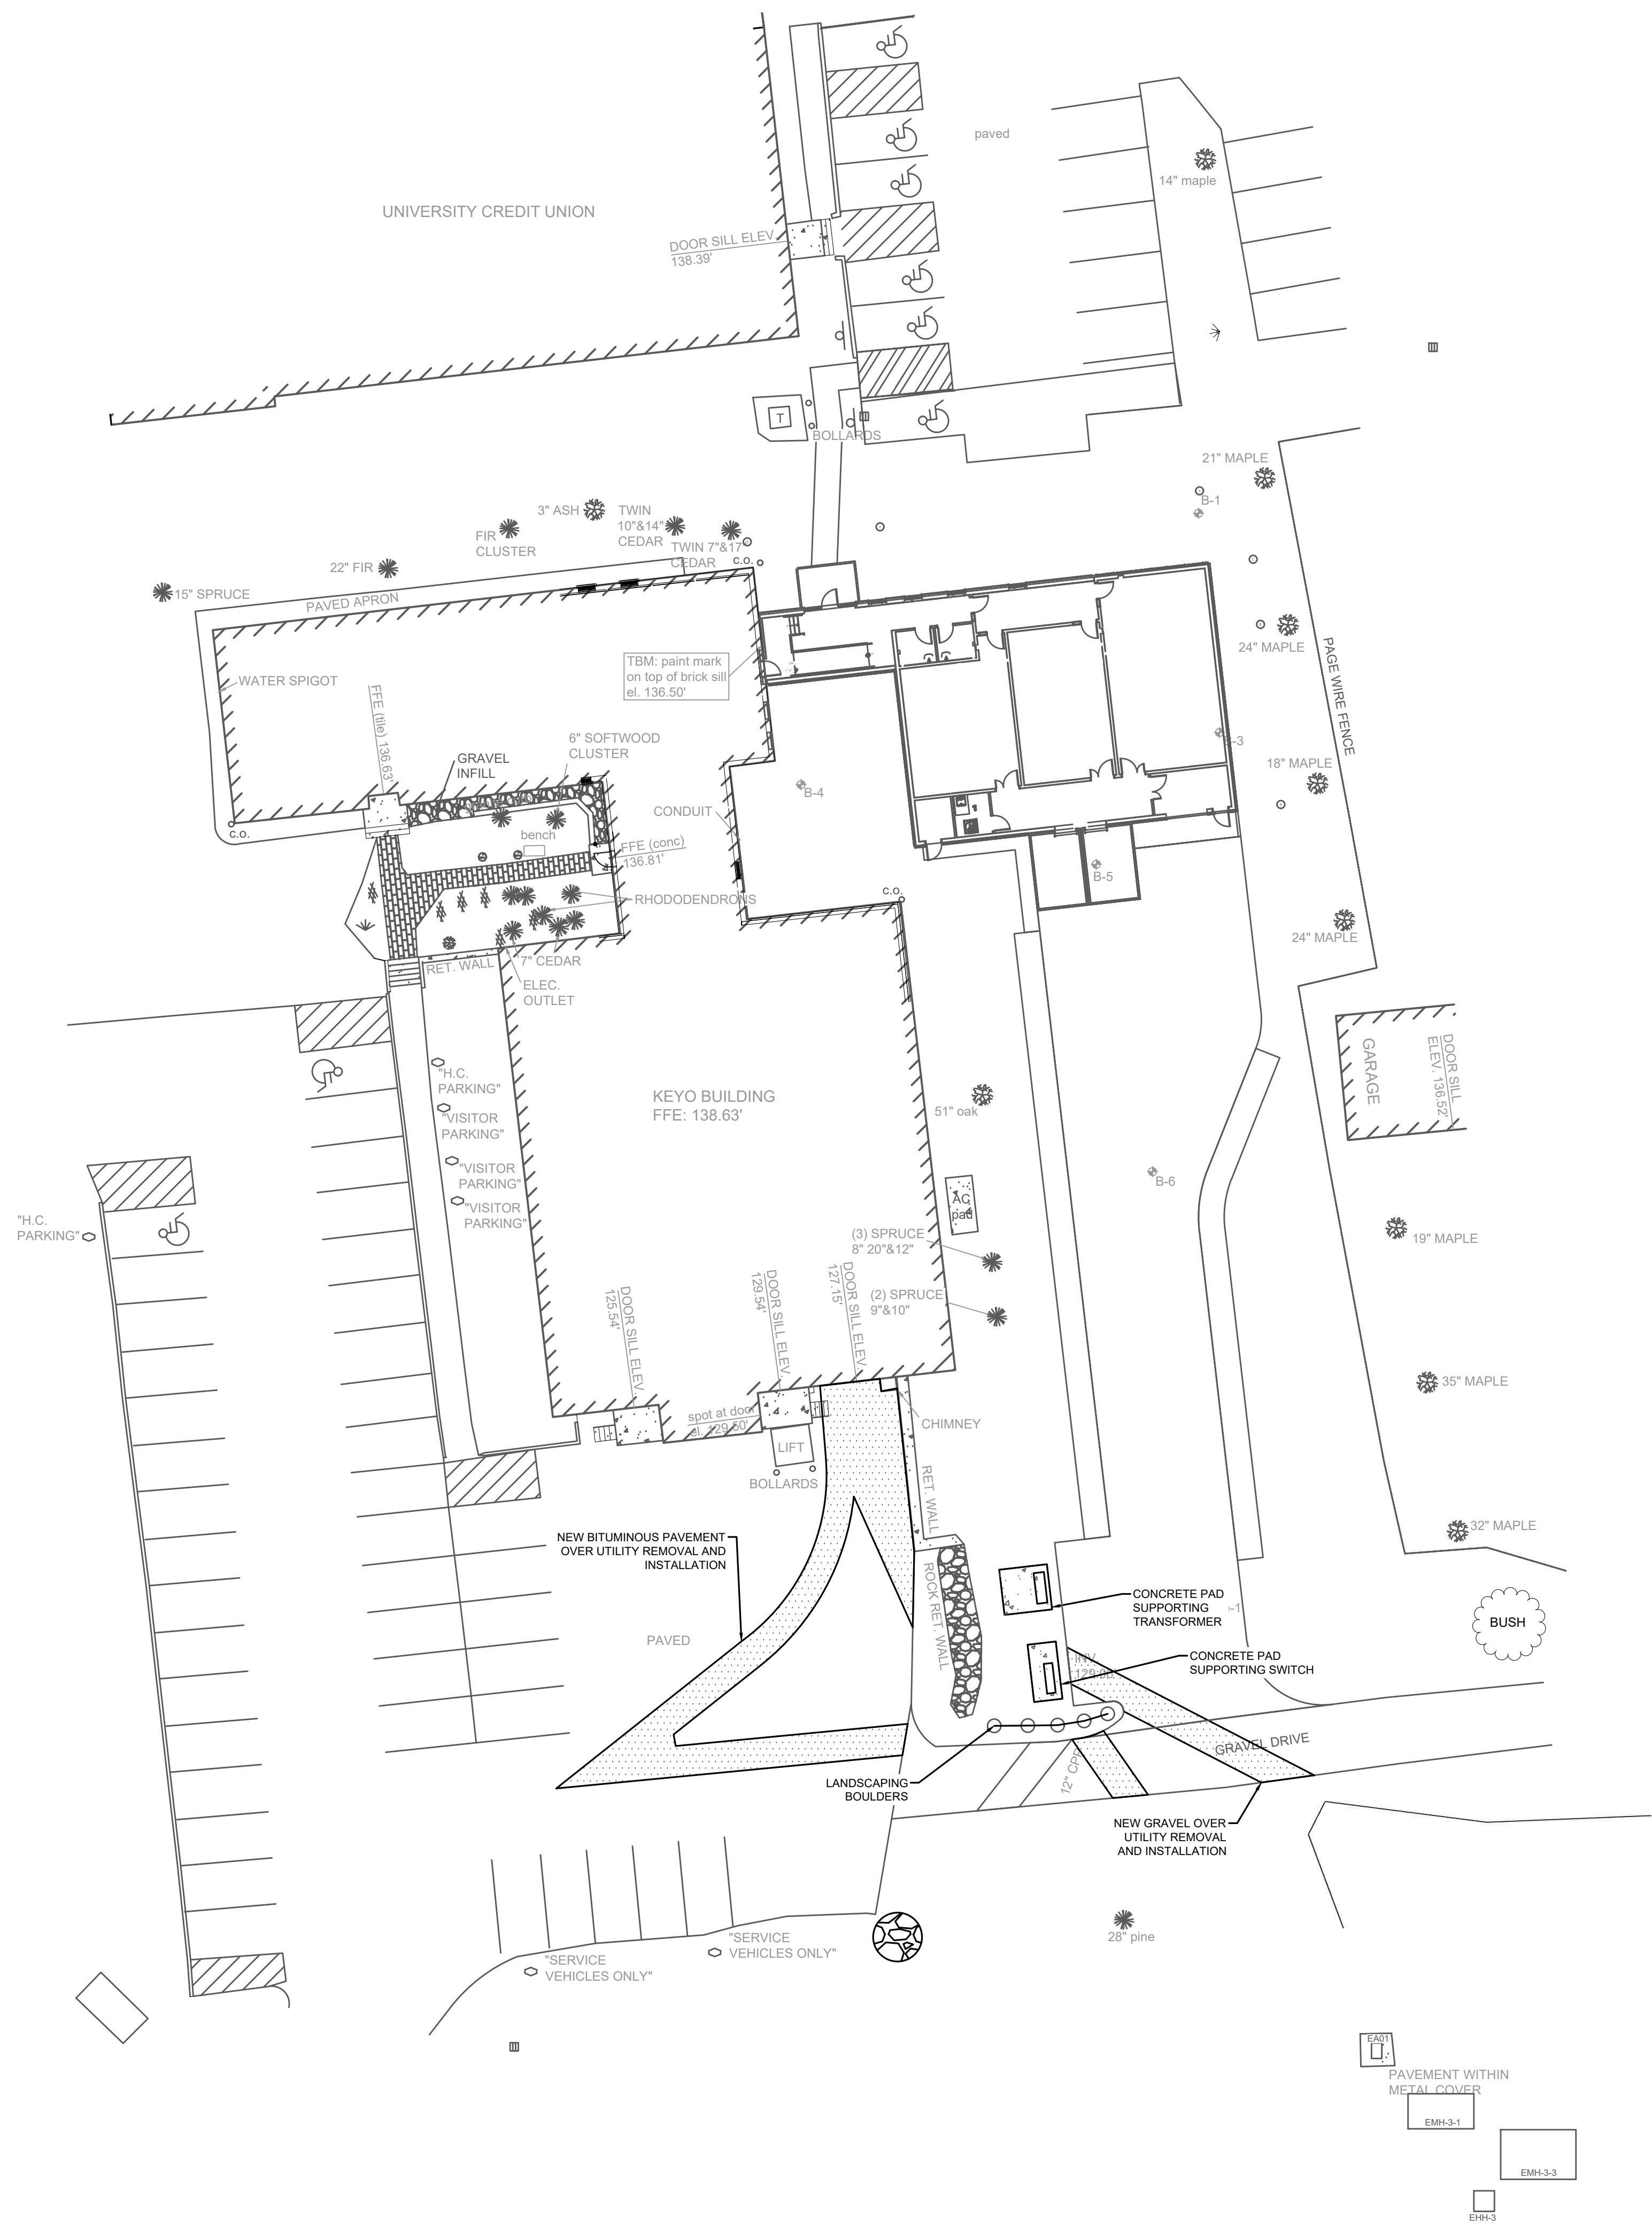 paved
14" maple
UNIVERSITY CREDIT UNION
DOOR SILL ELEV.
138.39'
T
BOLLARDS
21" MAPLE
B-1
3" ASH
TWIN
10"&14"
CEDAR
FIR
CLUSTER
TWIN 7"&17"
CEDAR
c.o.
22" FIR
15" SPRUCE
PAVED APRON
24" MAPLE
PAGE WIRE FENCE
TBM: paint mark
on top of brick sill
el. 136.50'
WATER SPIGOT
FFE (tile) 136.63'
6" SOFTWOOD
CLUSTER
GRAVEL
INFILL
B-3
18" MAPLE
B-4
CONDUIT
c.o.
bench
FFE (conc)
136.81'
B-5
c.o.
RHODODENDRONS
24" MAPLE
7" CEDAR
RET. WALL
ELEC.
OUTLET
GARAGE
DOOR SILL
ELEV. 136.52'
"H.C.
PARKING"
KEYO BUILDING
FFE: 138.63'
51" oak
"VISITOR
PARKING"
"VISITOR
PARKING"
B-6
AC
pad
"VISITOR
PARKING"
"H.C.
PARKING"
(3) SPRUCE
8" 20"&12"
19" MAPLE
DOOR SILL ELEV.
125.54'
DOOR SILL ELEV.
129.54'
DOOR SILL ELEV.
127.15'
(2) SPRUCE
9"&10"
35" MAPLE
spot at door
el. 129.50'
CHIMNEY
LIFT
BOLLARDS
RET. WALL
32" MAPLE
NEW BITUMINOUS PAVEMENT
OVER UTILITY REMOVAL AND
INSTALLATION
ROCK RET. WALL
CONCRETE PAD
SUPPORTING
TRANSFORMER
-1
BUSH
PAVED
INV.
129.00
CONCRETE PAD
SUPPORTING SWITCH
GRAVEL DRIVE
12" CPP
LANDSCAPING
BOULDERS
NEW GRAVEL OVER
UTILITY REMOVAL
AND INSTALLATION
28" pine
"SERVICE
VEHICLES ONLY"
"SERVICE
VEHICLES ONLY"
EA01
PAVEMENT WITHIN
METAL COVER
EMH-3-1
EMH-3-3
EHH-3